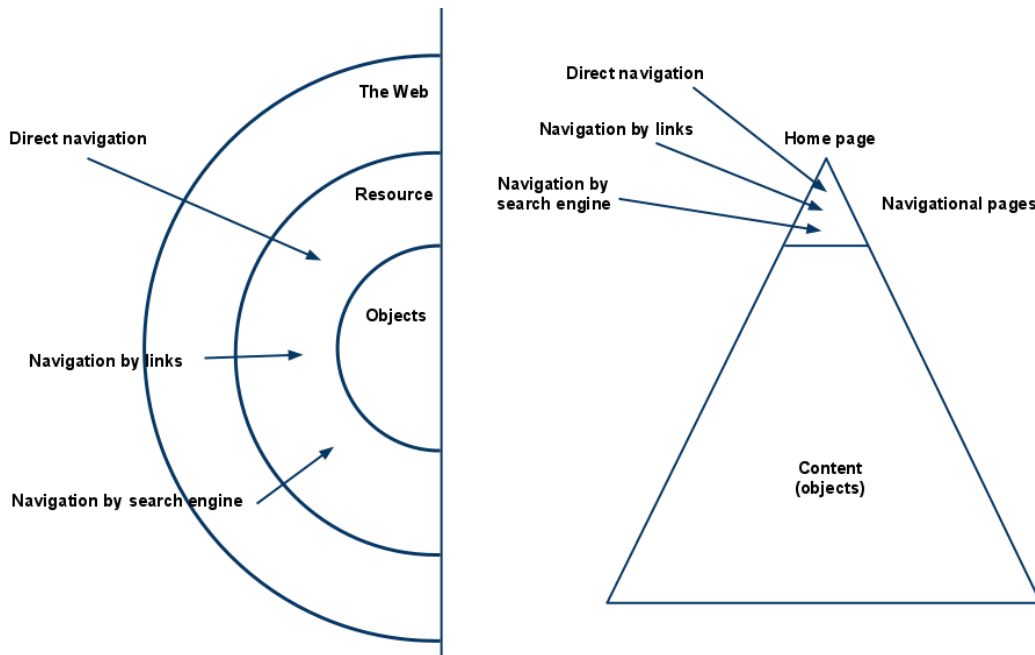 The Web
Direct navigation
Resource
Objects
Navigation by links
Navigation by search engine
Direct navigation
Navigation by links
Home page
Navigation by
search engine
Navigational pages
Content
(objects)